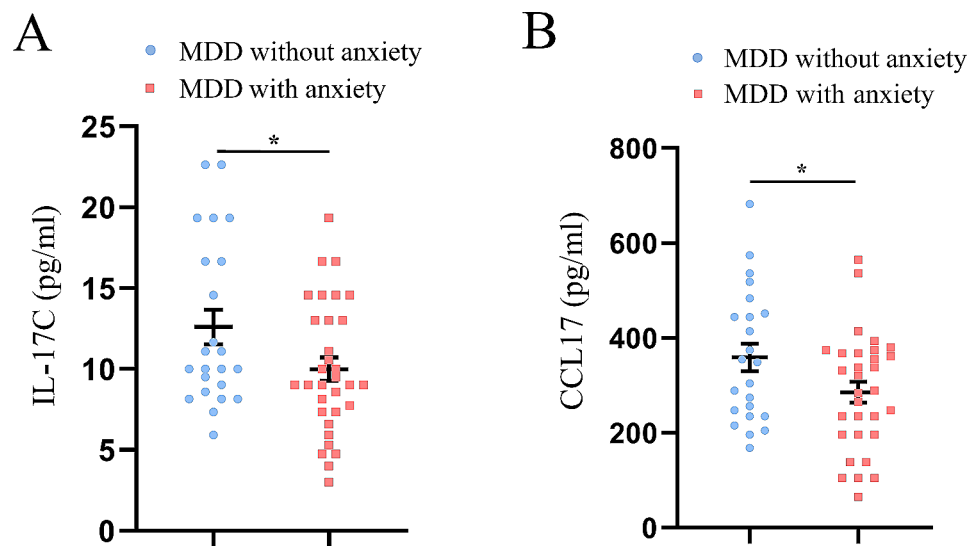 A
MDD without anxiety
MDD with anxiety
25
20
15
10
5
0
IL-17C (pg/ml)
*
B
MDD without anxiety
MDD with anxiety
800
600
400
200
0
CCL17 (pg/ml)
*